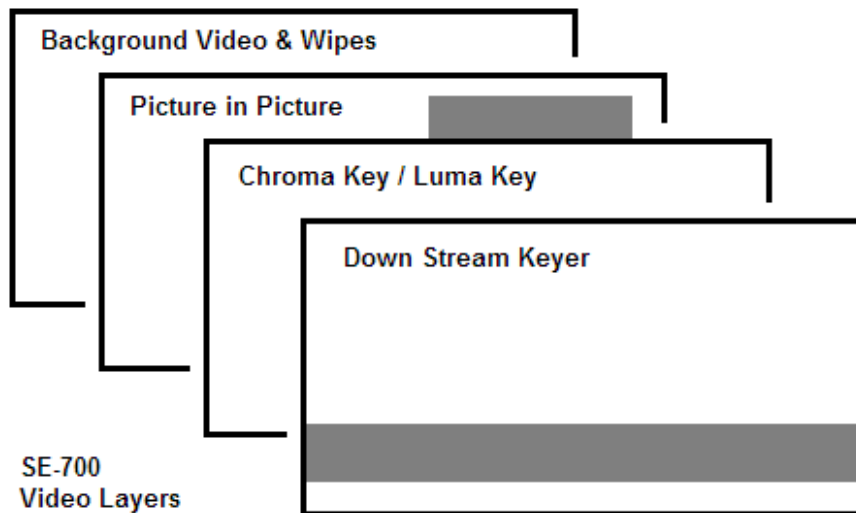 Background Video & Wipes
Picture in Picture
Chroma Key / Luma Key
Down Stream Keyer
SE-700
Video Layers